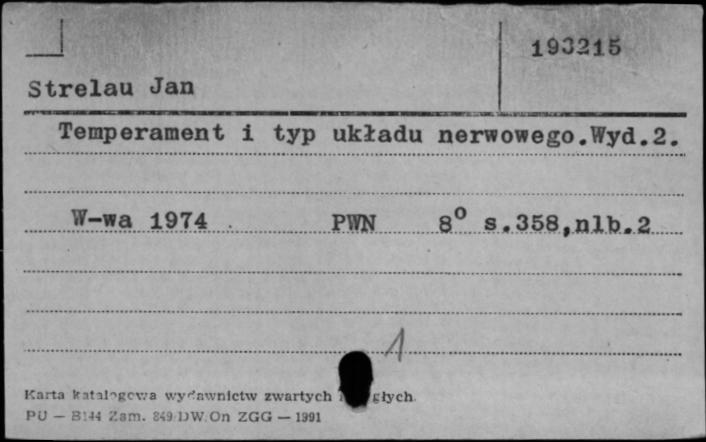 193215
Strelau Jan
Temperament i typ układu nerwowego.Wyd.2.
W-wa 1974 PWN 8° s.358,nlb.2
1
Karta katalogowa wydawnictw zwartych głych.
PU — B144 Zam. 849/DW.On ZGG — 1991